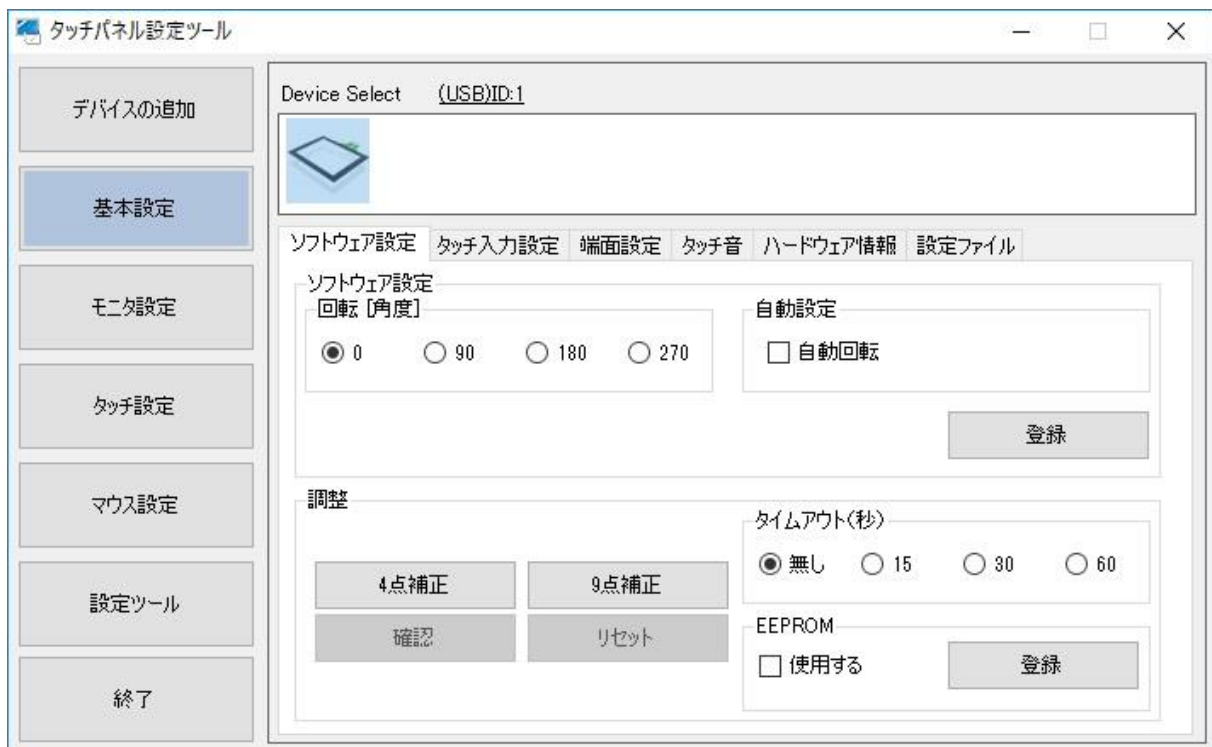 タッチパネル設定ツール
デバイスの追加
基本設定
モニタ設定
タッチ設定
マウス設定
設定ツール
終了
Device Select (USB)ID:1
ソフトウェア設定 タッチ入力設定 端面設定 タッチ音 ハードウェア情報 設定ファイル
ソフトウェア設定
回転 [角度]
0 90 180 270
自動設定
自動回転
登録
調整
4点補正 9点補正
確認 リセット
タイムアウト(秒)
無し 15 30 60
EEPROM
使用する 登録